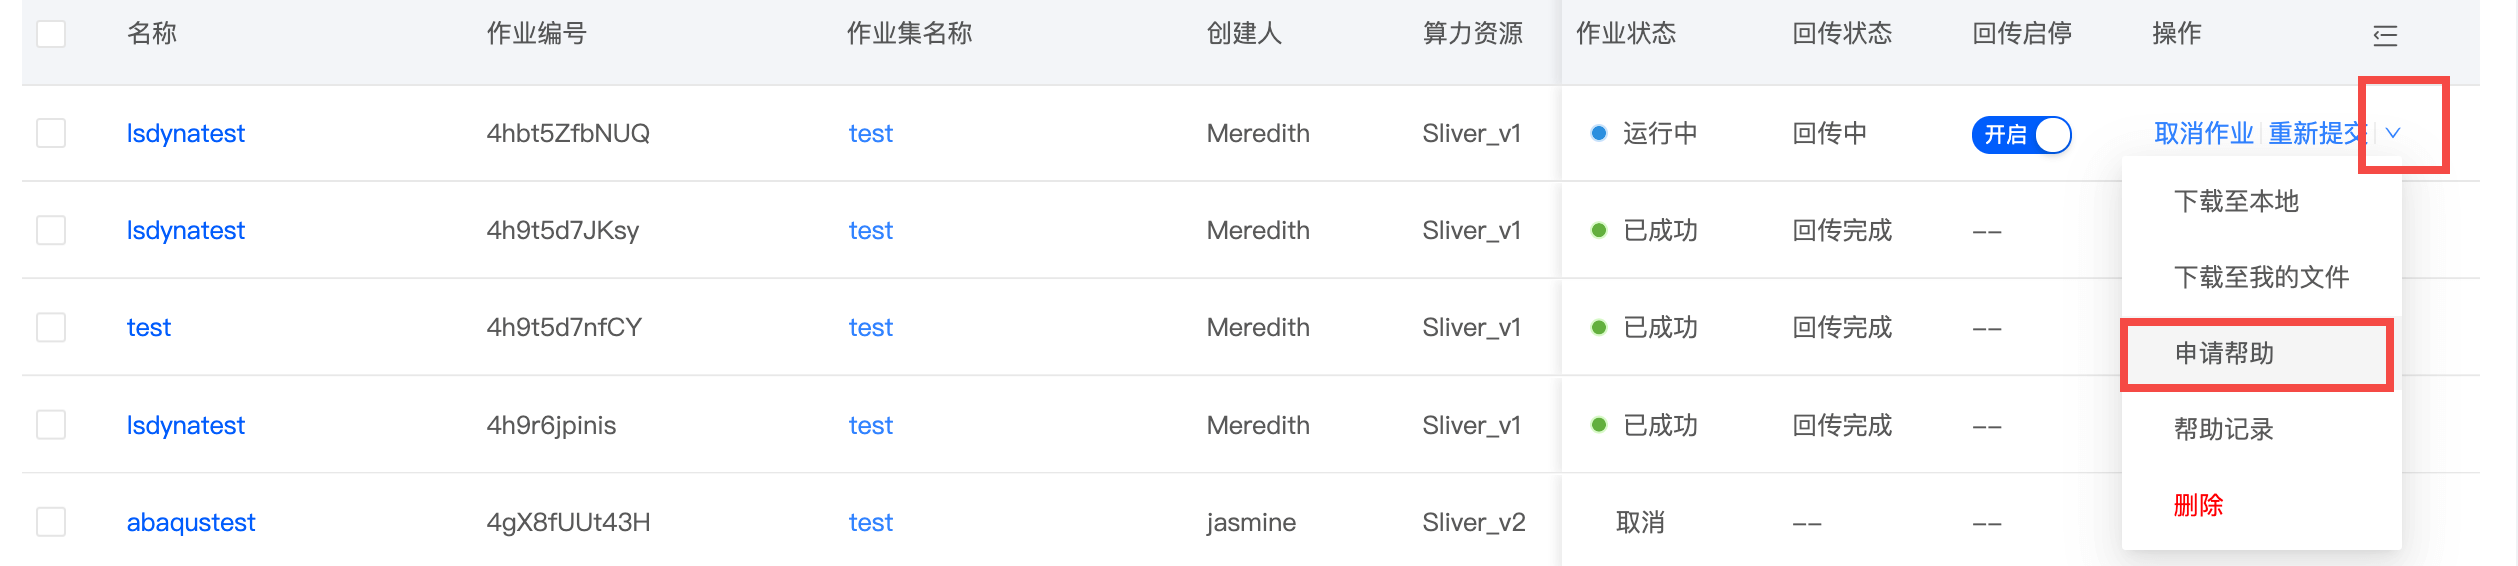 名称 作业编号 作业集名称 创建人 算力资源 作业状态 回传状态 回传启停 操作
lsdynatest 4hbt5ZfbNUQ test Meredith Sliver_v1 运行中 回传中 开启 取消作业 重新提交
下载至本地
lsdynatest 4h9t5d7JKsy test Meredith Sliver_v1 已成功 回传完成 --
下载至我的文件
test 4h9t5d7nfCY test Meredith Sliver_v1 已成功 回传完成 --
申请帮助
lsdynatest 4h9r6jpinis test Meredith Sliver_v1 已成功 回传完成 --
帮助记录
删除
abaqustest 4gX8fUUt43H test jasmine Sliver_v2 取消 -- --